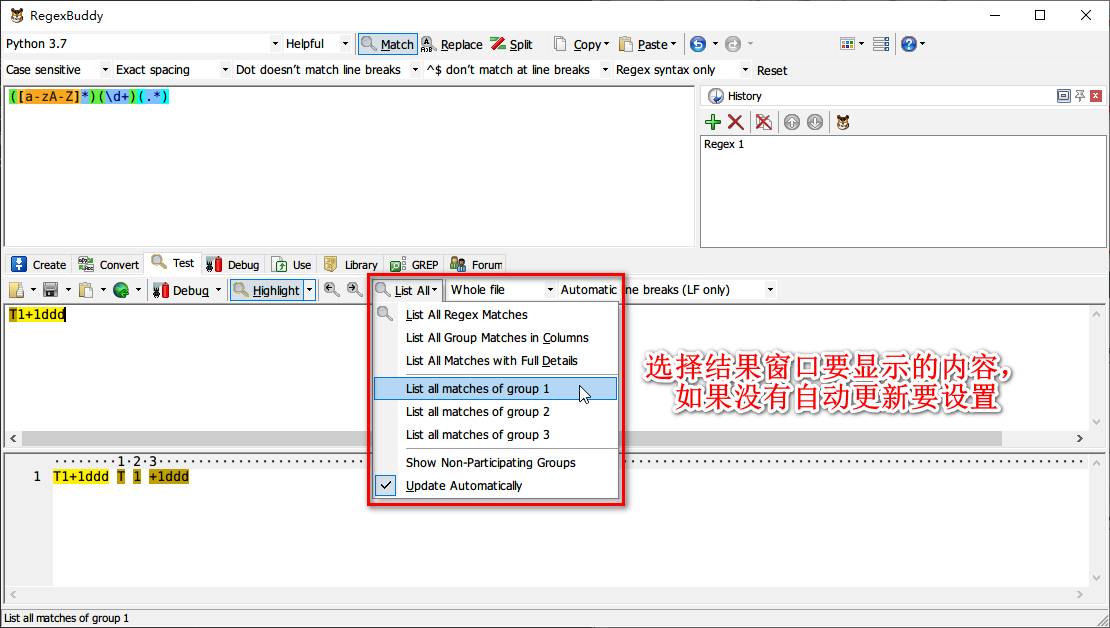 RegexBuddy
Python 3.7 Helpful Match Replace Split Copy Paste
Case sensitive Exact spacing Dot doesn't match line breaks ^$ don't match at line breaks Regex syntax only Reset
([a-zA-Z]*)(\d+)(.*)
History
Regex 1
Create Convert Test Debug Use Library GREP Forum
Debug Highlight List All Whole file Automatic ne breaks (LF only)
T1+1ddd
List All Regex Matches
List All Group Matches in Columns
List All Matches with Full Details
List all matches of group 1
List all matches of group 2
List all matches of group 3
Show Non-Participating Groups
Update Automatically
选择结果窗口要显示的内容，
如果没有自动更新要设置
1 2 3
1 T1+1ddd T 1 +1ddd
List all matches of group 1